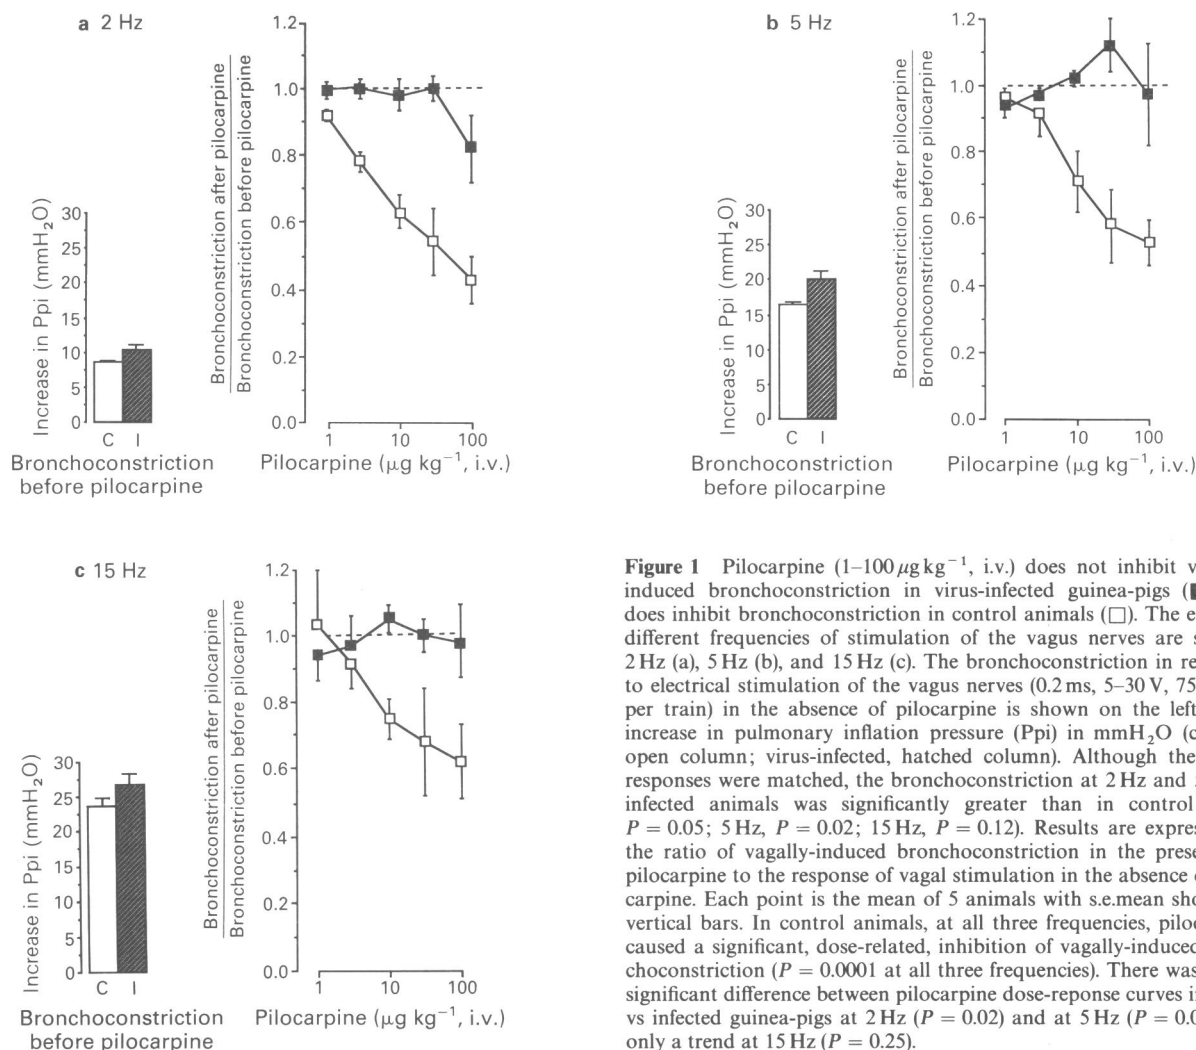 a 2 Hz
1.2
1.0
0.8
0.6
0.4
0.2
0.0
Bronchoconstriction after pilocarpine
Bronchoconstriction before pilocarpine
30
25
20
15
10
5
0
Increase in Ppi (mmH₂O)
C I
Bronchoconstriction
before pilocarpine
1 10 100
Pilocarpine (μg kg⁻¹, i.v.)
b 5 Hz
1.2
1.0
0.8
0.6
0.4
0.2
0.0
Bronchoconstriction after pilocarpine
Bronchoconstriction before pilocarpine
30
25
20
15
10
5
0
Increase in Ppi (mmH₂O)
C I
Bronchoconstriction
before pilocarpine
1 10 100
Pilocarpine (μg kg⁻¹, i.v.)
c 15 Hz
1.2
1.0
0.8
0.6
0.4
0.2
0.0
Bronchoconstriction after pilocarpine
Bronchoconstriction before pilocarpine
30
25
20
15
10
5
0
Increase in Ppi (mmH₂O)
C I
Bronchoconstriction
before pilocarpine
1 10 100
Pilocarpine (μg kg⁻¹, i.v.)
Figure 1 Pilocarpine (1–100 μg kg⁻¹, i.v.) does not inhibit
induced bronchoconstriction in virus-infected guinea-pigs (■
does inhibit bronchoconstriction in control animals (□). The
different frequencies of stimulation of the vagus nerves are
2 Hz (a), 5 Hz (b), and 15 Hz (c). The bronchoconstriction in
to electrical stimulation of the vagus nerves (0.2 ms, 5–30 V,
per train) in the absence of pilocarpine is shown on the left
increase in pulmonary inflation pressure (Ppi) in mmH₂O
open column; virus-infected, hatched column). Although the
responses were matched, the bronchoconstriction at 2 Hz and
infected animals was significantly greater than in control
P = 0.05; 5 Hz, P = 0.02; 15 Hz, P = 0.12). Results are
the ratio of vagally-induced bronchoconstriction in the
pilocarpine to the response of vagal stimulation in the absence
carpine. Each point is the mean of 5 animals with s.e.mean
vertical bars. In control animals, at all three frequencies,
caused a significant, dose-related, inhibition of vagally-induced
choconstriction (P = 0.0001 at all three frequencies). There was
significant difference between pilocarpine dose-reponse curves
vs infected guinea-pigs at 2 Hz (P = 0.02) and at 5 Hz (P =
only a trend at 15 Hz (P = 0.25).